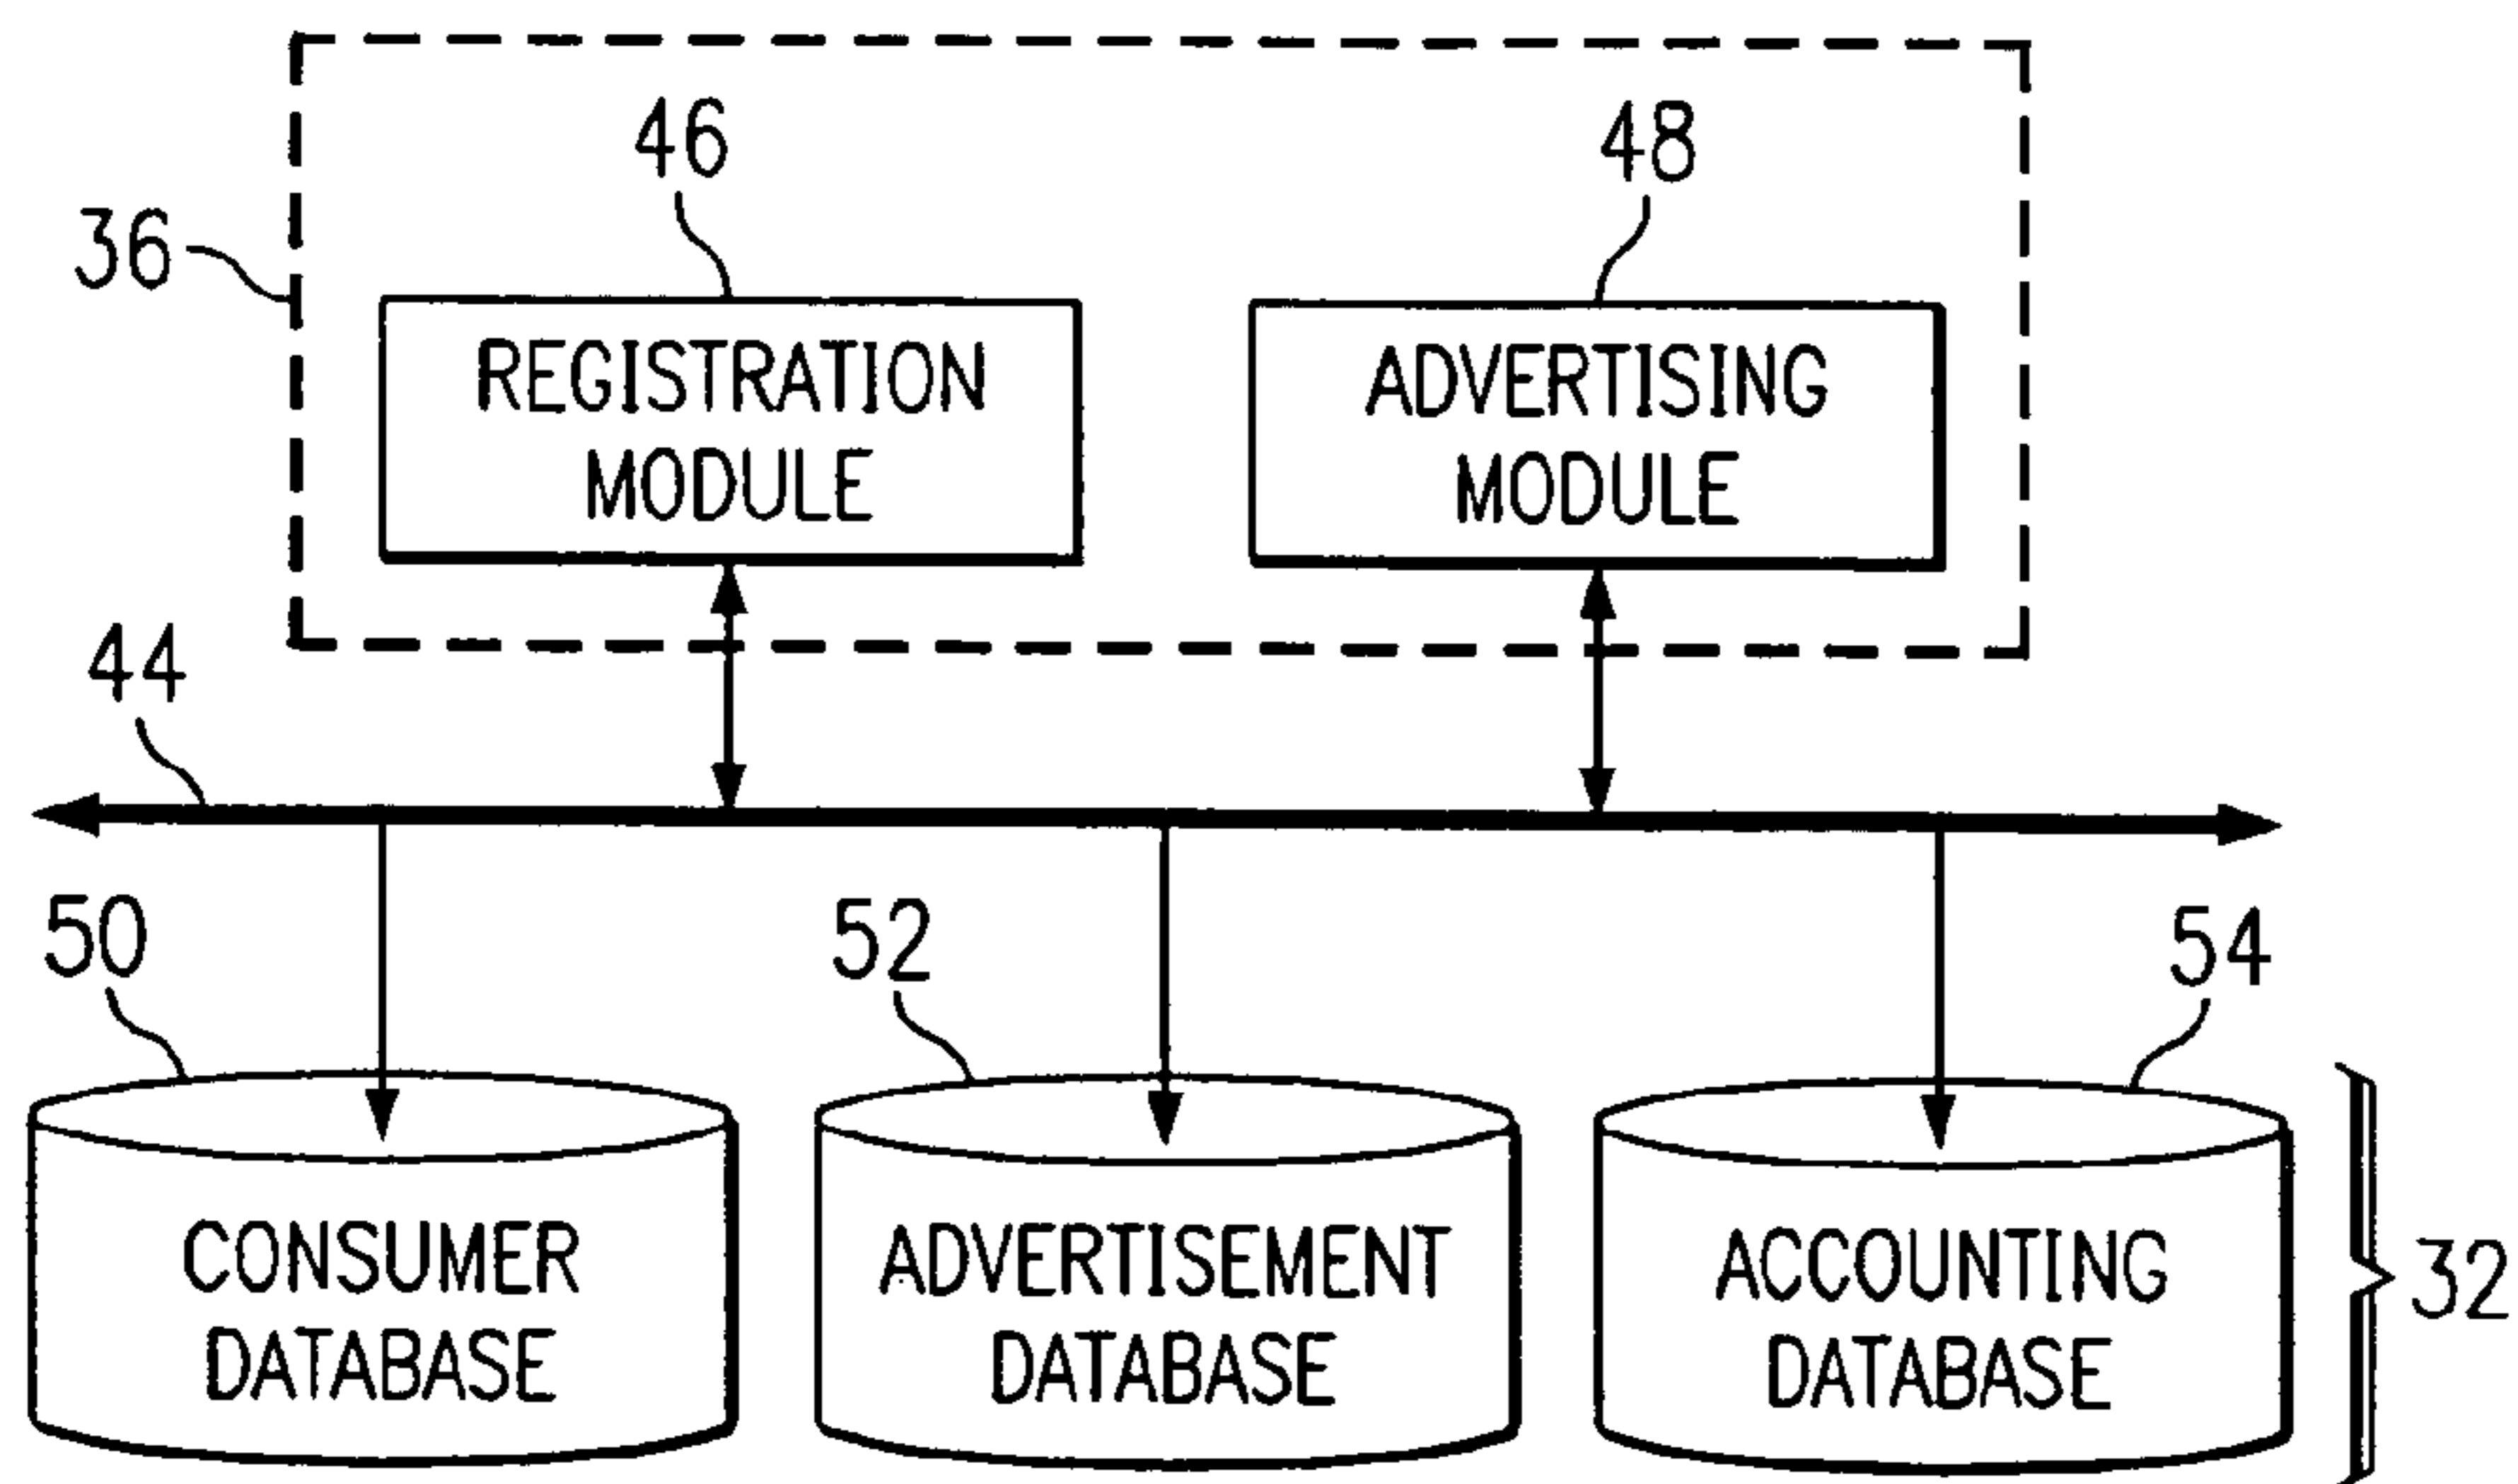 46
48
36
REGISTRATION
MODULE
ADVERTISING
MODULE
44
50
52
54
CONSUMER
DATABASE
ADVERTISEMENT
DATABASE
ACCOUNTING
DATABASE
32